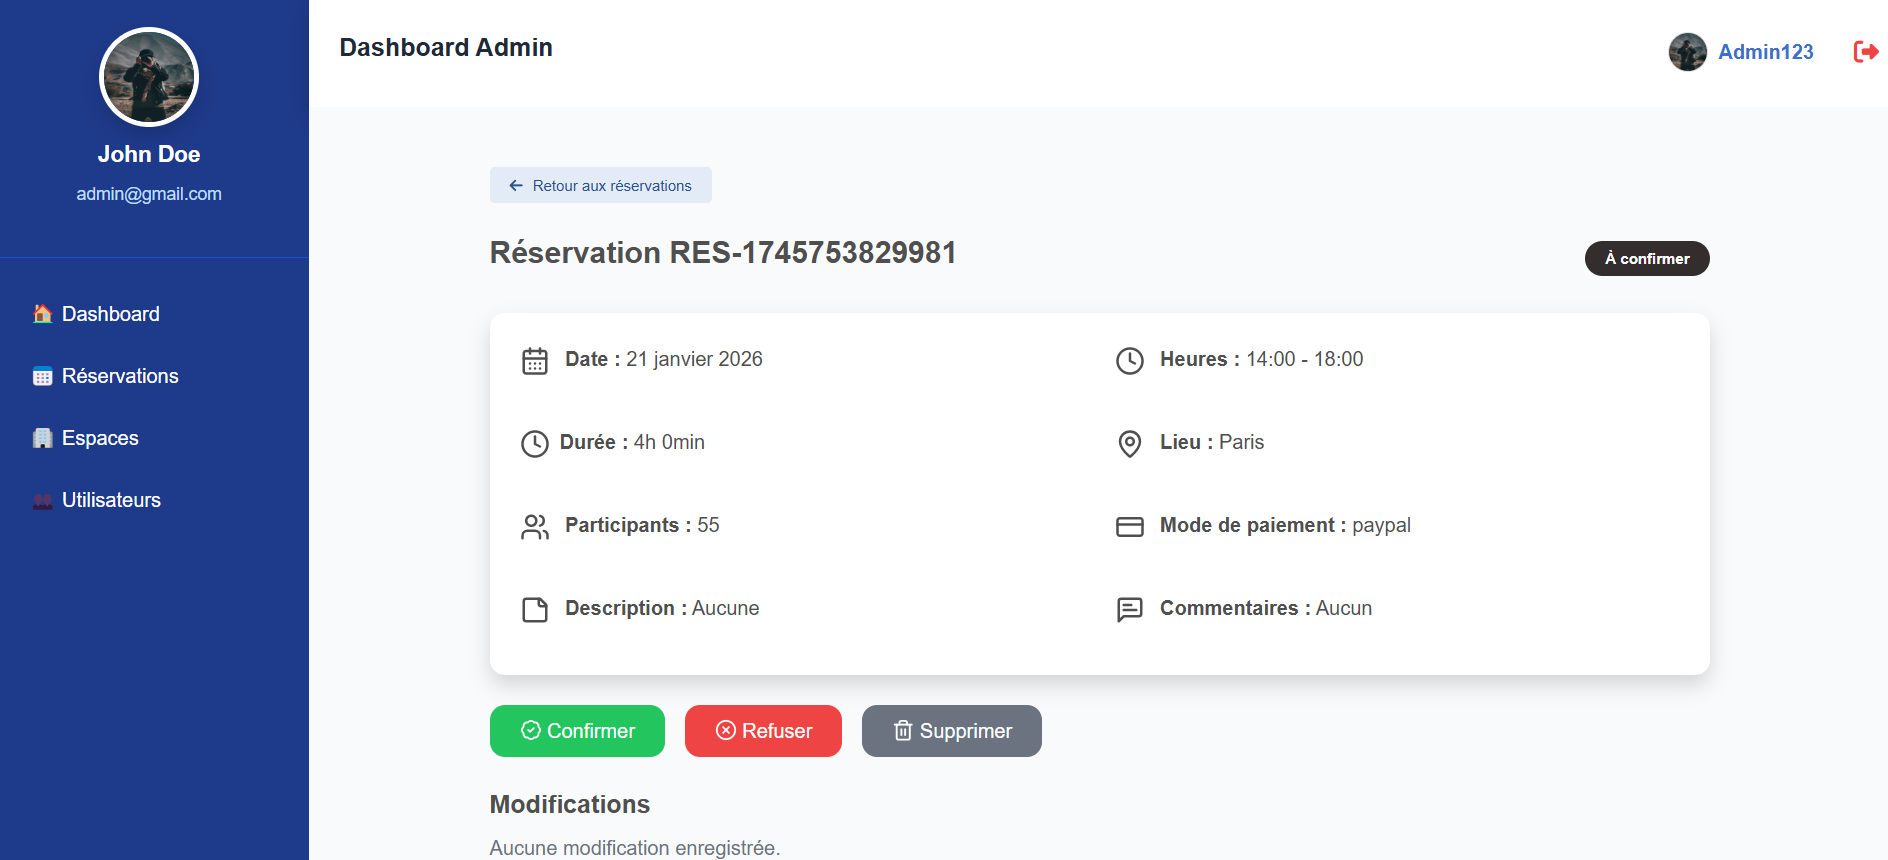 John Doe
admin@gmail.com
Dashboard
Réservations
Espaces
Utilisateurs
Dashboard Admin
Admin123
Retour aux réservations
Réservation RES-1745753829981
À confirmer
Date : 21 janvier 2026
Heures : 14:00 - 18:00
Durée : 4h 0min
Lieu : Paris
Participants : 55
Mode de paiement : paypal
Description : Aucune
Commentaires : Aucun
Confirmer
Refuser
Supprimer
Modifications
Aucune modification enregistrée.